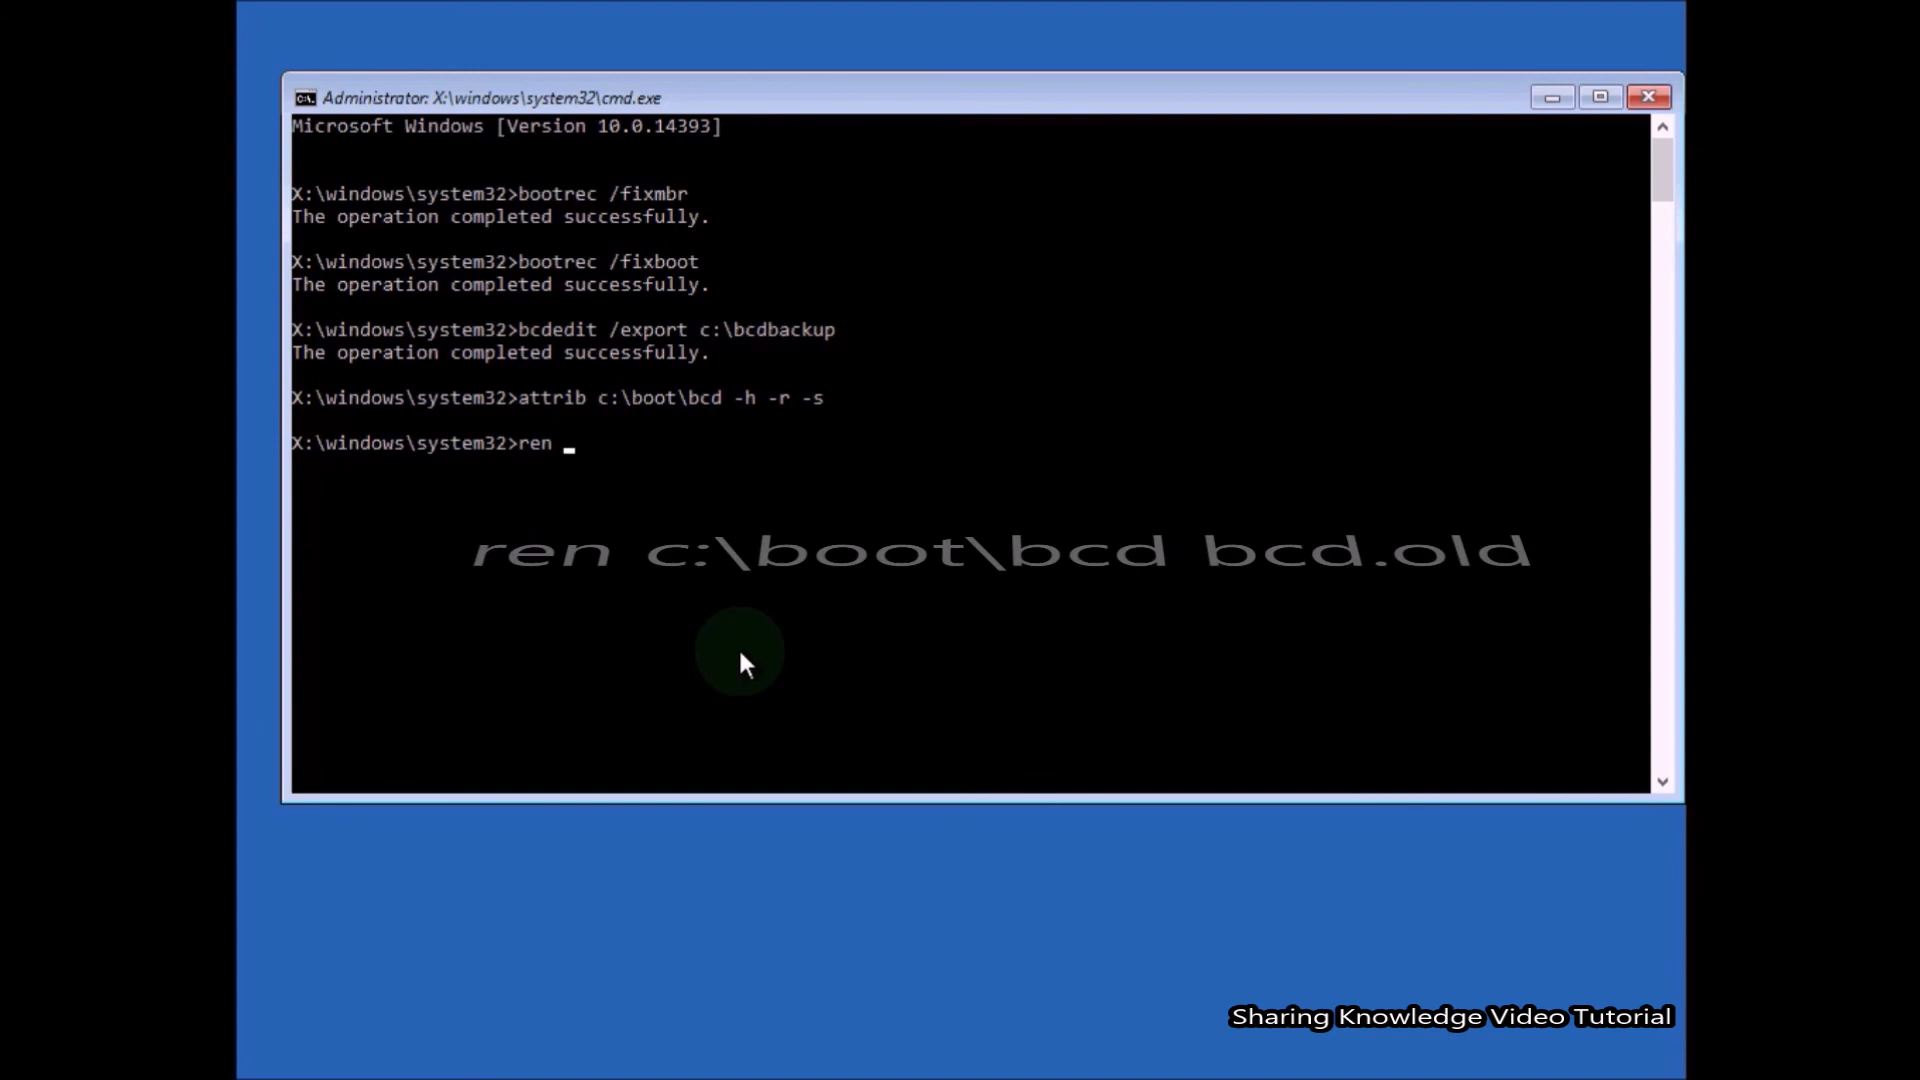 Administrator: X:\windows\system32\cmd.exe
Microsoft Windows [Version 10.0.14393]
X:\windows\system32>bootrec /fixmbr
The operation completed successfully.
X:\windows\system32>bootrec /fixboot
The operation completed successfully.
X:\windows\system32>bcdedit /export c:\bcdbackup
The operation completed successfully.
X:\windows\system32>attrib c:\boot\bcd -h -r -s
X:\windows\system32>ren
ren c:\boot\bcd bcd.old
Sharing Knowledge Video Tutorial